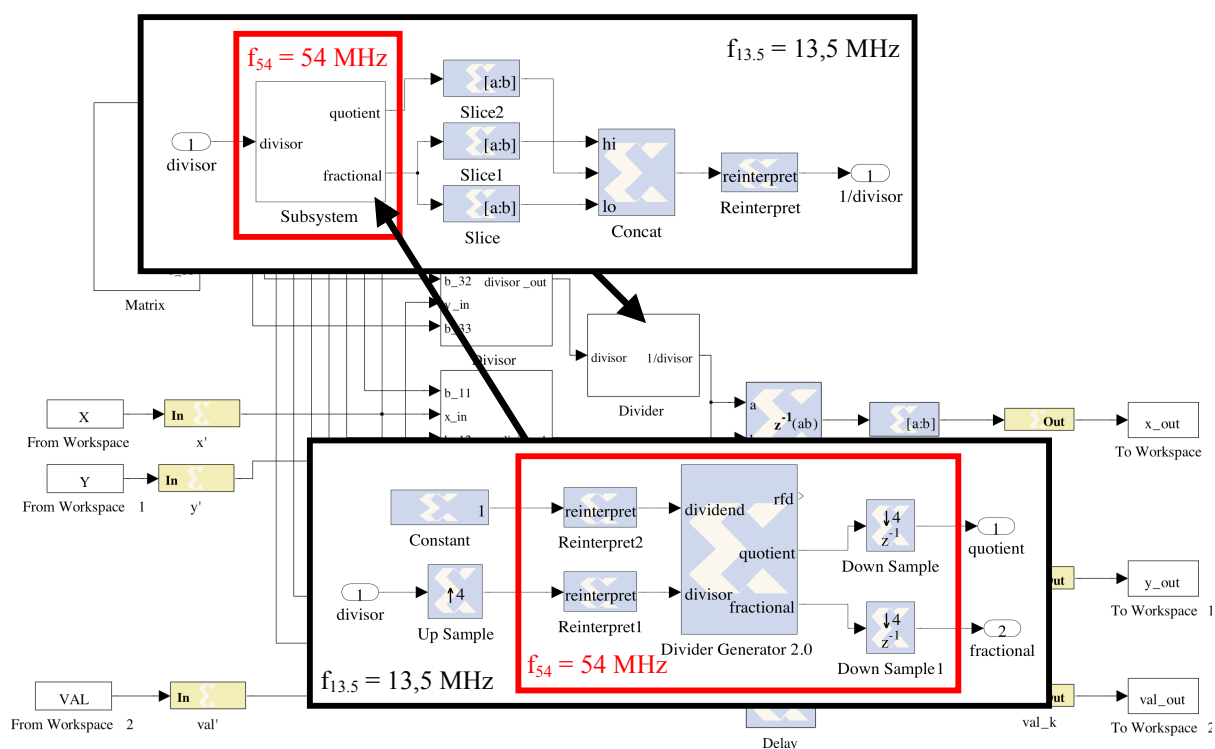 f54 = 54 MHz
f13.5 = 13,5 MHz
[a:b]
Slice2
quotient
1
divisor
divisor
[a:b]
Slice1
hi
fractional
reinterpret
1
1/divisor
[a:b]
Slice
lo
Subsystem
Concat
Reinterpret
Matrix
b_32
divisor _out
y_in
b_33
Divisor
divisor
1/divisor
Divider
b_11
x_in
X
From Workspace
In
x'
a
z-1(ab)
[a:b]
Out
x_out
To Workspace
Y
From Workspace 1
In
y'
1
Constant
reinterpret
Reinterpret2
dividend
rfd
quotient
↓4
z-1
Down Sample
1
quotient
1
divisor
↑4
Up Sample
reinterpret
Reinterpret1
divisor
fractional
Divider Generator 2.0
↓4
z-1
Down Sample1
2
fractional
f13.5 = 13,5 MHz
f54 = 54 MHz
y_out
To Workspace 1
VAL
From Workspace 2
In
val'
val_k
val_out
To Workspace 2
Delay